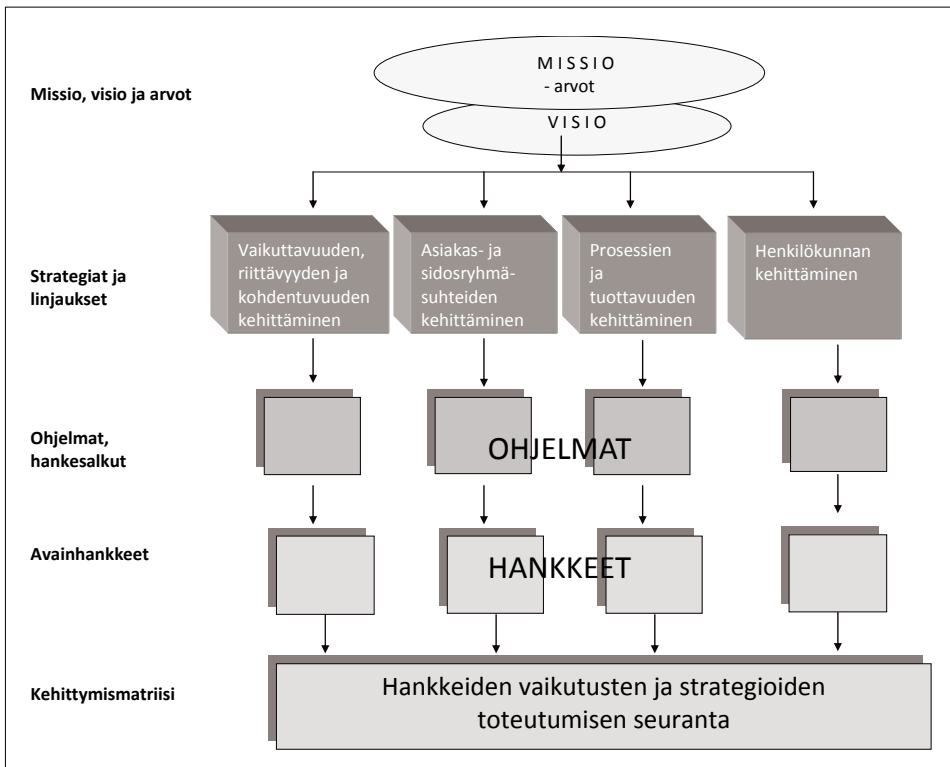 Missio, visio ja arvot
M I S S I O
- arvot
V I S I O
Strategiat ja
linjaukset
Vaikuttavuuden,
riittävyyden ja
kohdentuvuuden
kehittäminen
Asiakas- ja
sidosryhmä-
suhteiden
kehittäminen
Prosessien
ja
tuottavuuden
kehittäminen
Henkilökunnan
kehittäminen
Ohjelmat,
hankesalkut
OHJELMAT
Avainhankkeet
HANKKEET
Kehittymismatriisi
Hankkeiden vaikutusten ja strategioiden
toteutumisen seuranta